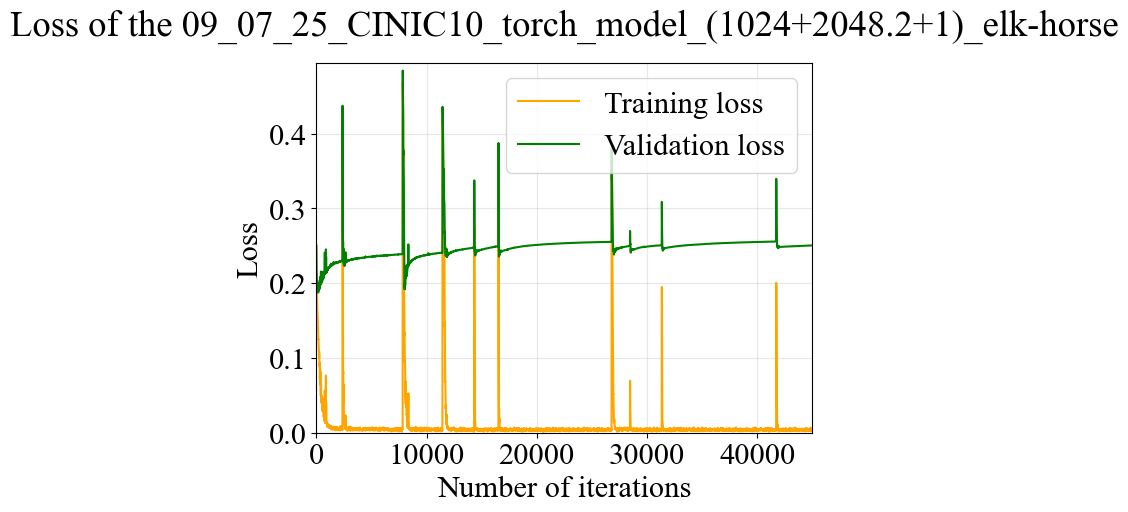 Loss of the 09_07_25_CINIC10_torch_model_(1024+2048.2+1)_elk-horse
Training loss
Validation loss
0.4
0.3
0.2
0.1
0.0
Loss
0 10000 20000 30000 40000
Number of iterations